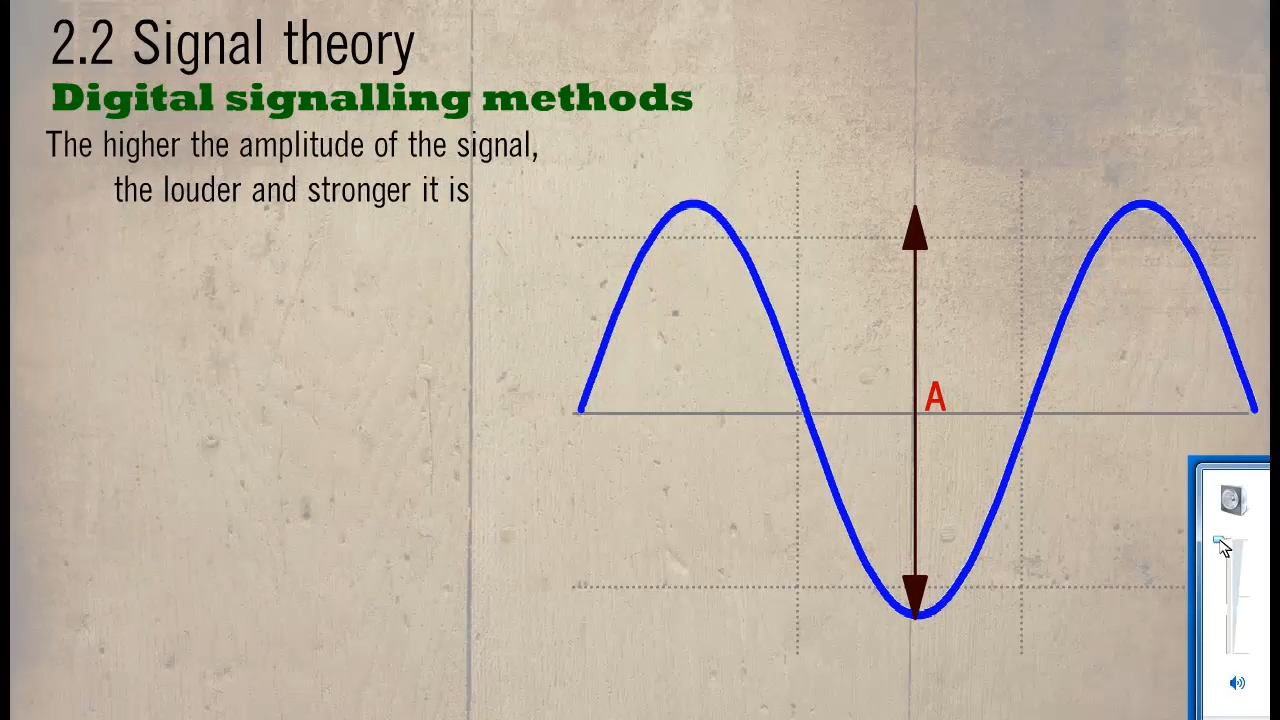 2.2 Signal theory
Digital signalling methods
The higher the amplitude of the signal,
the louder and stronger it is
A